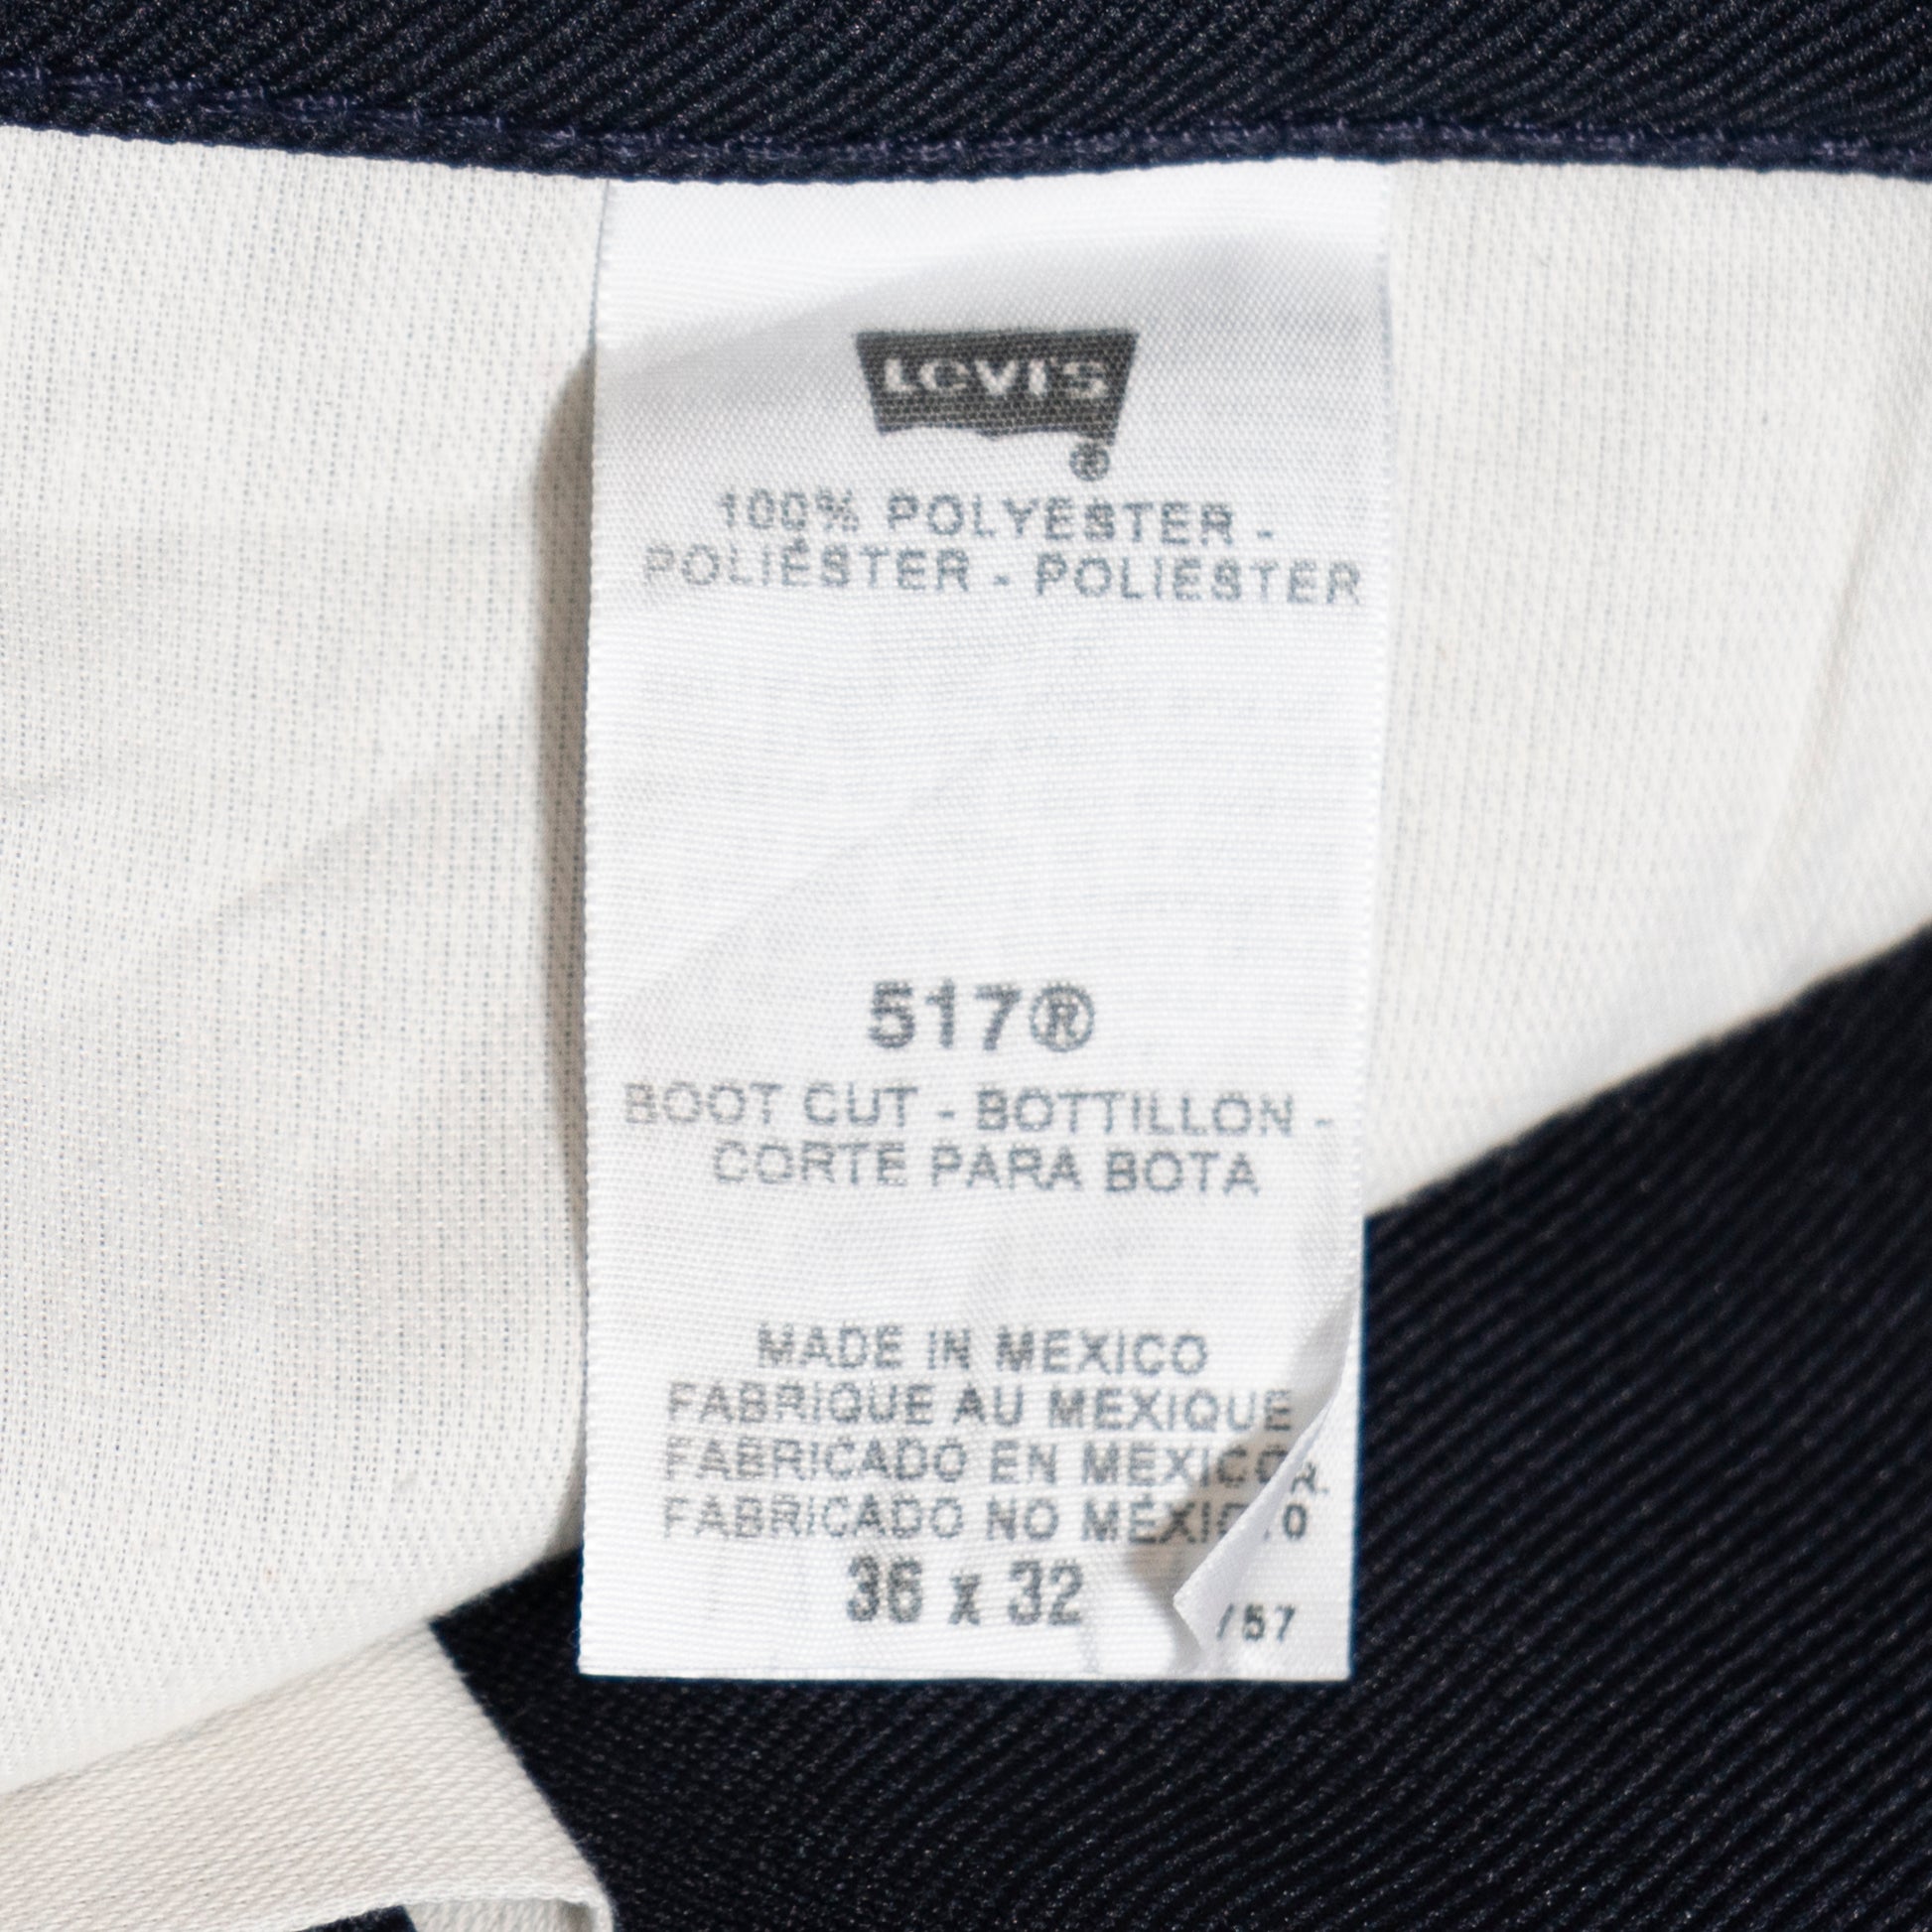 LEVI'S
®
100% POLYESTER -
POLIÉSTER - POLIESTER
517®
BOOT CUT - BOTTILLON -
CORTE PARA BOTA
MADE IN MEXICO
FABRIQUE AU MEXIQUE
FABRICADO EN MEXICO
FABRICADO NO MÉXICO
36 x 32
/57